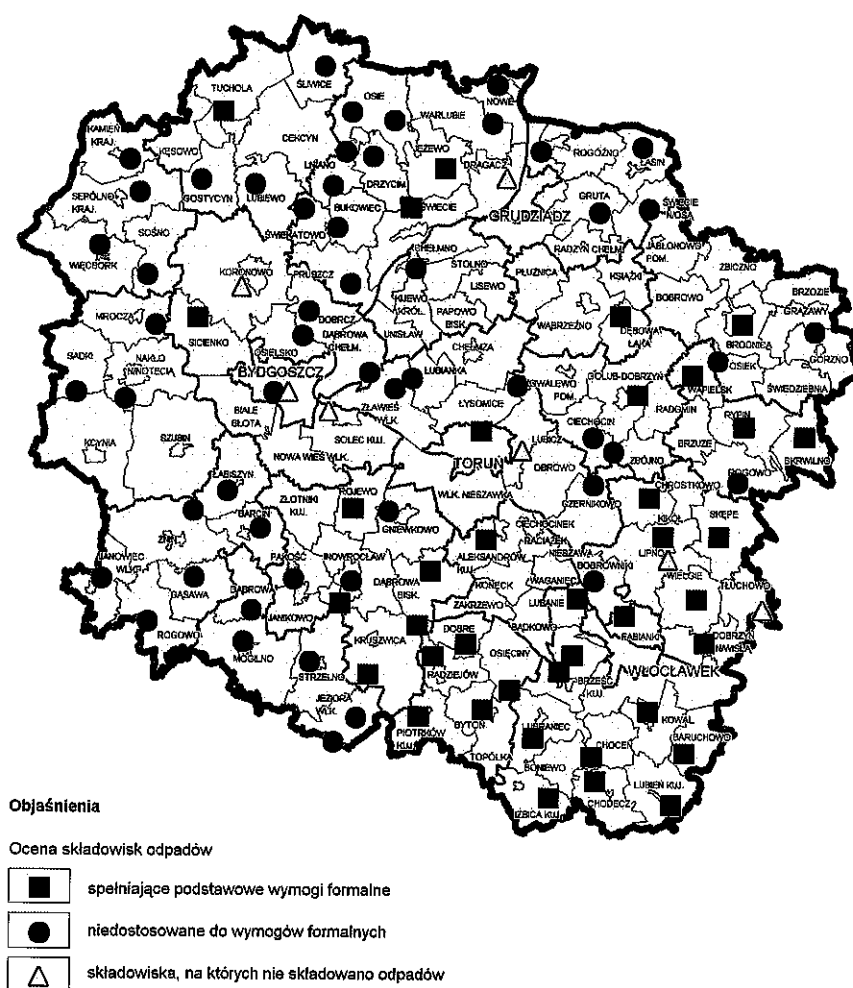 TUCHOLA
ŚLIWICE
OSIE
WARLUBIE
NOWE
KAMIEŃ
KRAJ.
KĘSOWO
CEKCYN
LNIANO
JEŻEWO
DRAGACZ
ROGÓŹNO
ŁASIN
SĘPÓLNO
KRAJ.
GOSTYCYN
LUBIEWO
DRZYCIM
BUKOWIEC
ŚWIECIE
GRUDZIĄDZ
GRUTA
ŚWIECIE
N/OSĄ
SOŚNO
ŚWIEKATOWO
WIĘCBORK
KORONOWO
PRUSZCZ
CHEŁMNO
STOLNO
LISEWO
PŁUŻNICA
RADZYŃ CHEŁM.
JABŁONOWO
POM.
KSIĄŻKI
ZBICZNO
BOBROWO
BRZOZIE
GRĄŻAWY
MROCZA
SICIENKO
DOBRCZ
KIJEWO
KRÓL.
PAPOWO
BISK.
UNISŁAW
DĄBROWA
CHEŁM.
WĄBRZEŹNO
DĘBOWA
ŁĄKA
BRODNICA
GÓRZNO
SADKI
NAKŁO
N/NOTECIĄ
OSIELSKO
BYDGOSZCZ
CHEŁMŻA
ŁUBIANKA
ŁYSOMICE
GOLUB-DOBRZYŃ
OSIEK
WĄPIELSK
ŚWIEDZIEBNIA
KCYNIA
SZUBIN
BIAŁE
BŁOTA
ZŁAWIEŚ
WLK.
SOLEC KUJ.
NOWA WIEŚ WLK.
TORUŃ
LUBICZ
OBROWO
CIECHOCIN
RADOMIN
ZBÓJNO
BRZUZE
RYPIN
SKRWILNO
ROGOWO
ŁABISZYN
BARCIN
ZŁOTNIKI
KUJ.
ROJEWO
GNIEWKOWO
WLK. NIESZAWKA
CZERNIKOWO
CHROSTKOWO
KIKÓŁ
SKĘPE
ŻNIN
JANOWIEC
WLKP.
GĄSAWA
PAKOŚĆ
INOWROCŁAW
DĄBROWA
BISK.
ALEKSANDRÓW
KUJ.
CIECHOCINEK
RACIĄŻEK
NIESZAWA
BOBROWNIKI
LIPNO
WIELGIE
TŁUCHOWO
DĄBROWA
JANIKOWO
KONECK
WAGANIEC
ZAKRZEWO
LUBANIE
BĄDKOWO
FABIANKI
DOBRZYŃ
N/WISŁĄ
ROGOWO
MOGILNO
STRZELNO
KRUSZWICA
DOBRE
RADZIEJÓW
OSIĘCINY
BRZEŚĆ
KUJ.
WŁOCŁAWEK
JEZIORA
WLK.
PIOTRKÓW
KUJ.
BYTOŃ
TOPÓLKA
LUBRANIEC
BONIEWO
CHOCEŃ
KOWAL
BARUCHOWO
IZBICA KUJ.
CHODECZ
LUBIEŃ KUJ.
Objaśnienia
Ocena składowisk odpadów
spełniające podstawowe wymogi formalne
niedostosowane do wymogów formalnych
składowiska, na których nie składowano odpadów